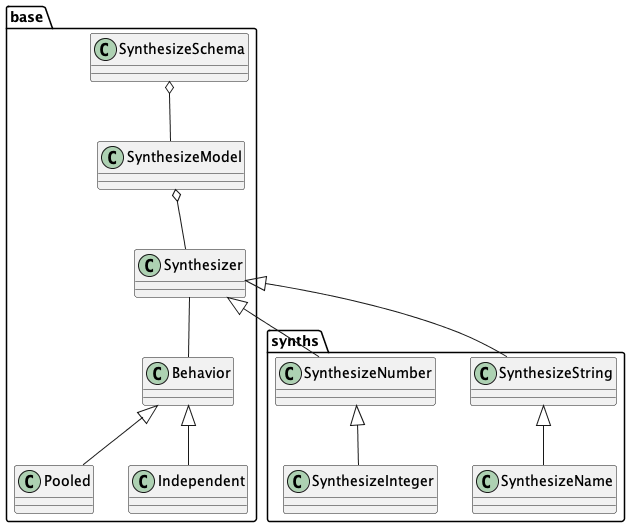 base
C SynthesizeSchema
C SynthesizeModel
C Synthesizer
synths
C Behavior
C SynthesizeNumber
C SynthesizeString
C Pooled
C Independent
C SynthesizeInteger
C SynthesizeName